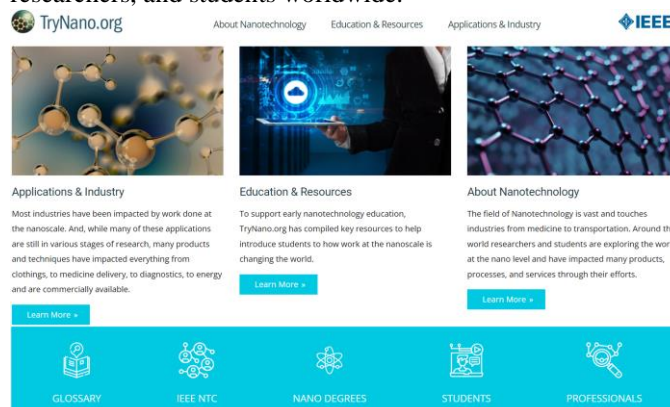 researchers, and students worldwide.
TryNano.org
About Nanotechnology Education & Resources Applications & Industry
IEEE
Applications & Industry
Most industries have been impacted by work done at
the nanoscale. And, while many of these applications
are still in various stages of research, many products
and techniques have impacted everything from
clothings, to medicine delivery, to diagnostics, to energy
and are commercially available.
Learn More »
Education & Resources
To support early nanotechnology education,
TryNano.org has compiled key resources to help
introduce students to how work at the nanoscale is
changing the world.
Learn More »
About Nanotechnology
The field of Nanotechnology is vast and touches
industries from medicine to transportation. Around th
world researchers and students are exploring the wor
at the nano level and have impacted many products,
processes, and services through their efforts.
Learn More »
GLOSSARY
IEEE NTC
NANO DEGREES
STUDENTS
PROFESSIONALS